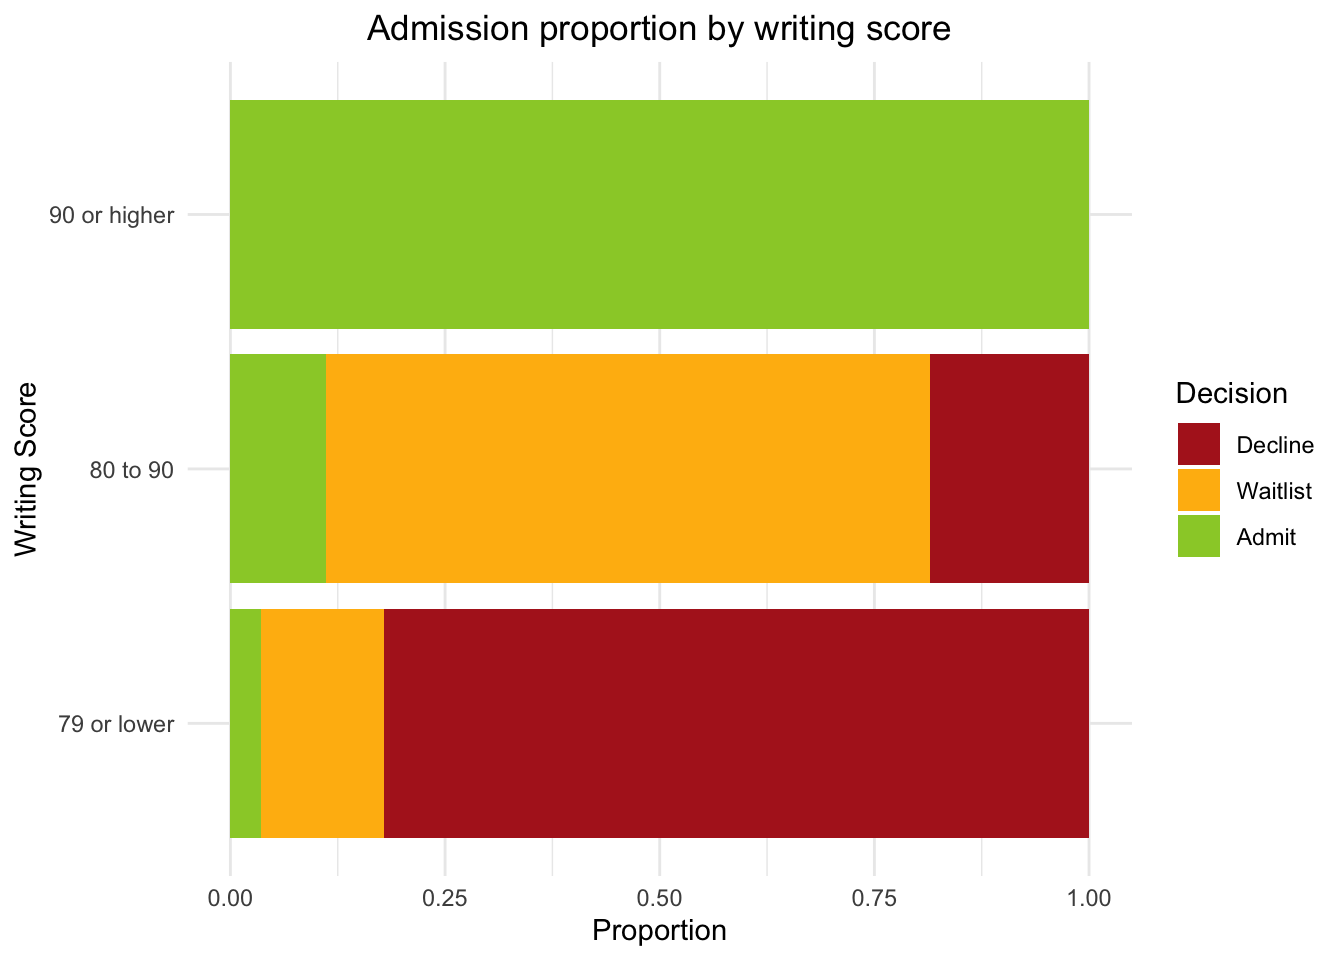 Admission proportion by writing score
Writing Score
90 or higher
80 to 90
79 or lower
0.00 0.25 0.50 0.75 1.00
Proportion
Decision
Decline
Waitlist
Admit